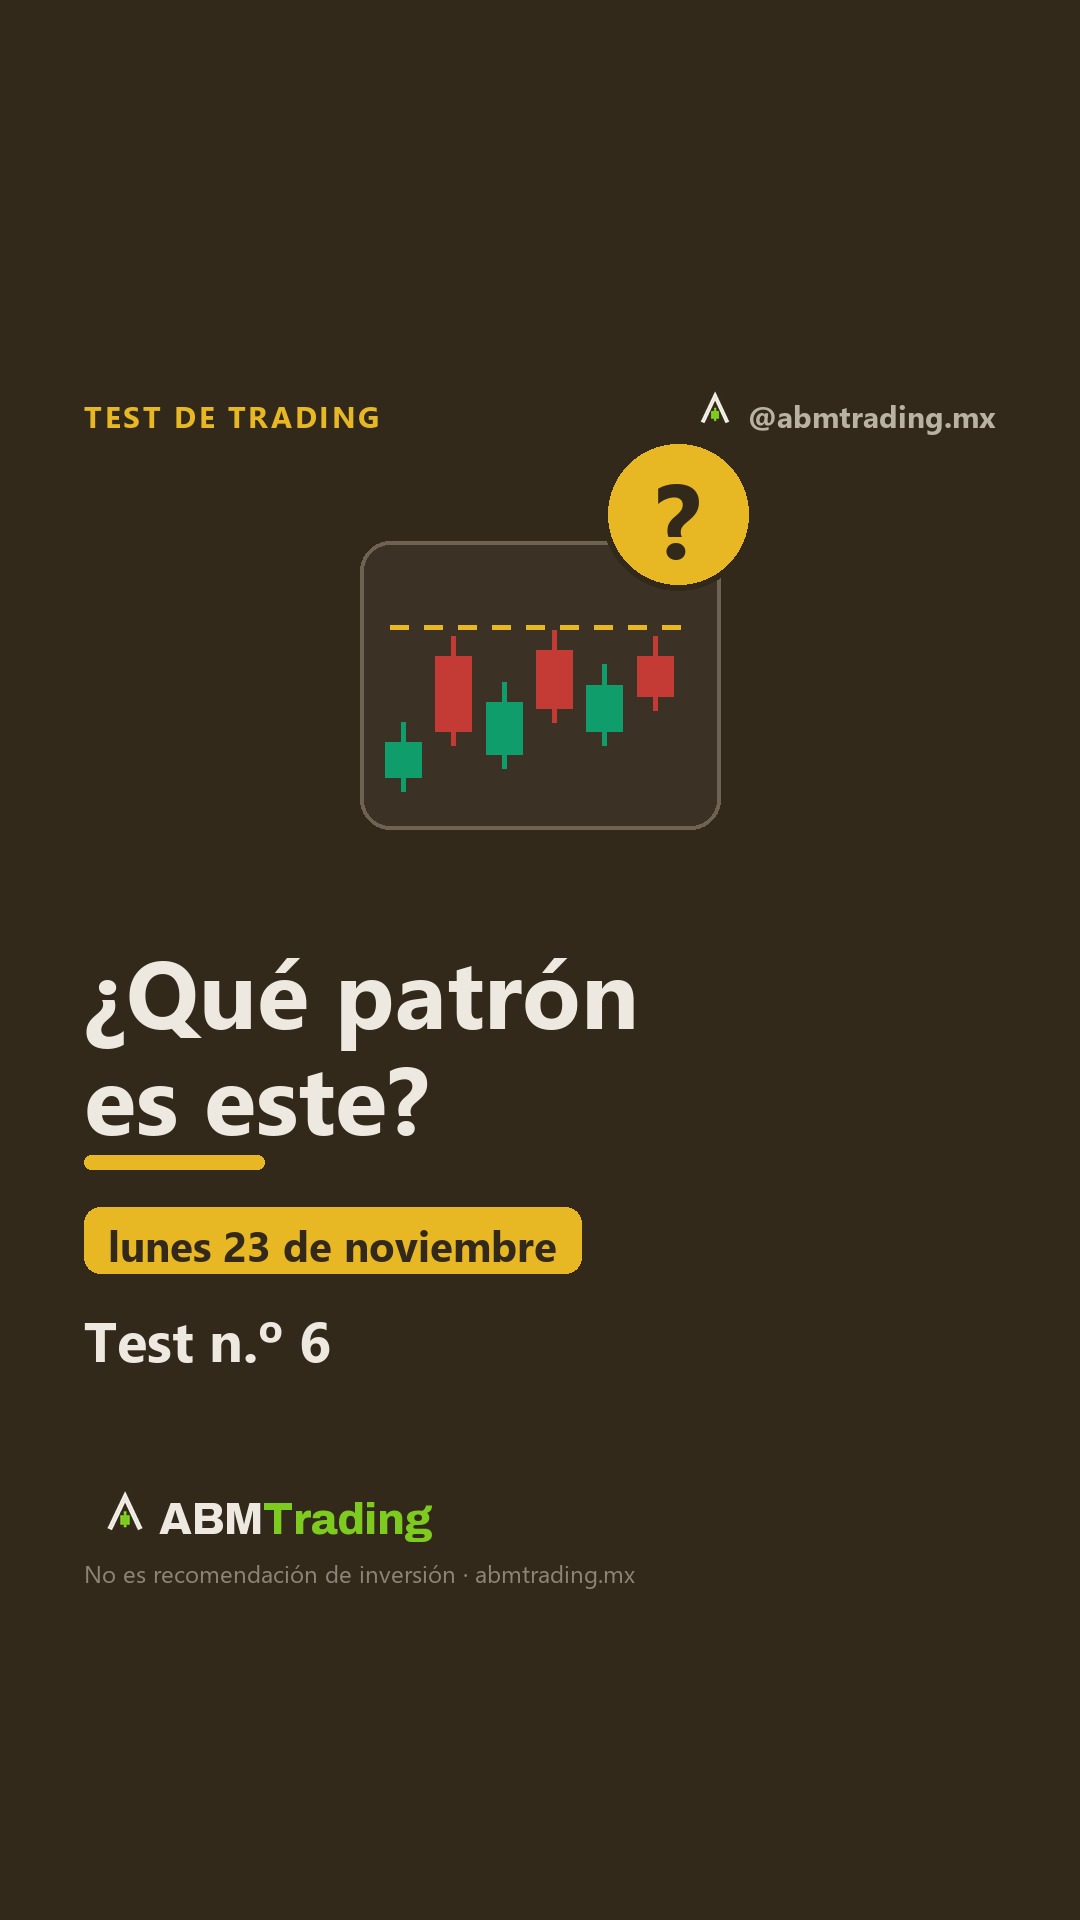 TEST DE TRADING
@abmtrading.mx
?
¿Qué patrón
es este?
lunes 23 de noviembre
Test n.º 6
ABMTrading
No es recomendación de inversión · abmtrading.mx